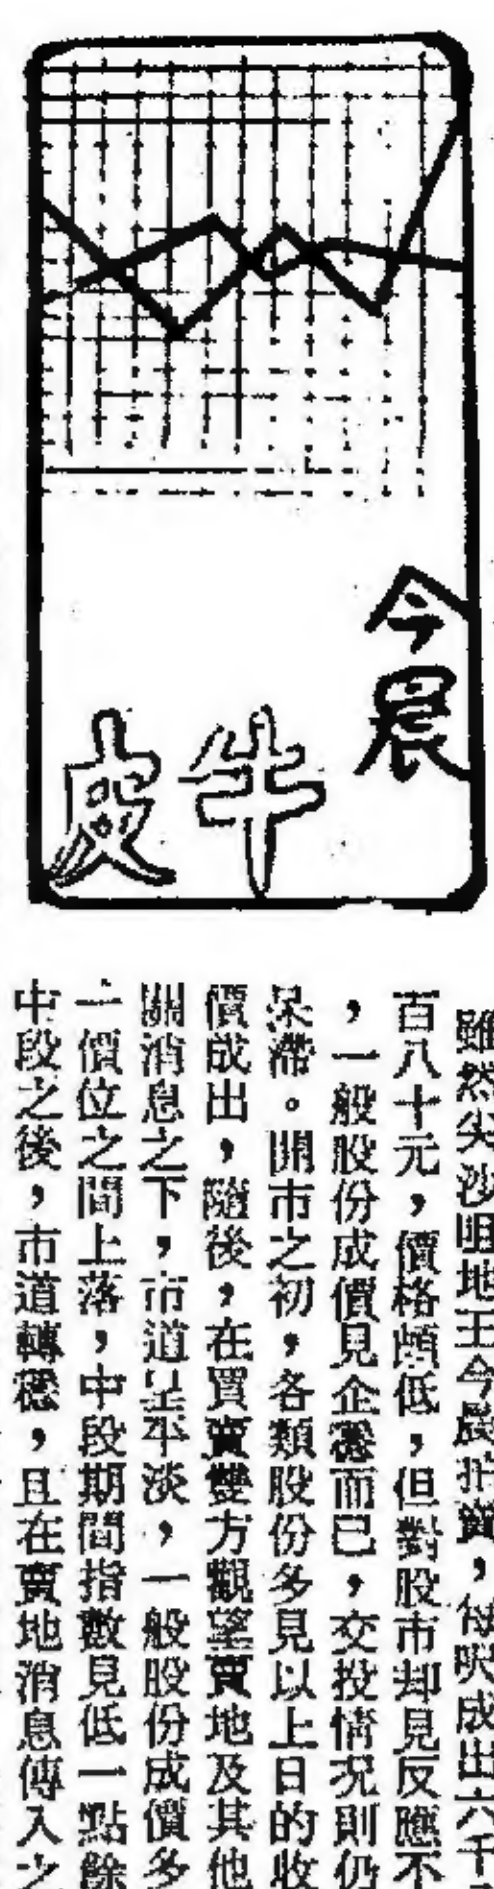 今晨
牛皮
雖然尖沙咀地王今晨拍賣，每呎成出六千
百八十元，價格頗低，但對股市却見反應不
，一般股份成價見企穩而已，交投情况則仍
呆滯。開市之初，各類股份多見以上日的收
價成出，隨後，在買賣雙方觀望賣地及其他
關消息之下，市道呈平淡，一般股份成價多
一價位之間上落，中段期間指數見低一點餘
中段之後，市道轉穩，且在賣地消息傳入之